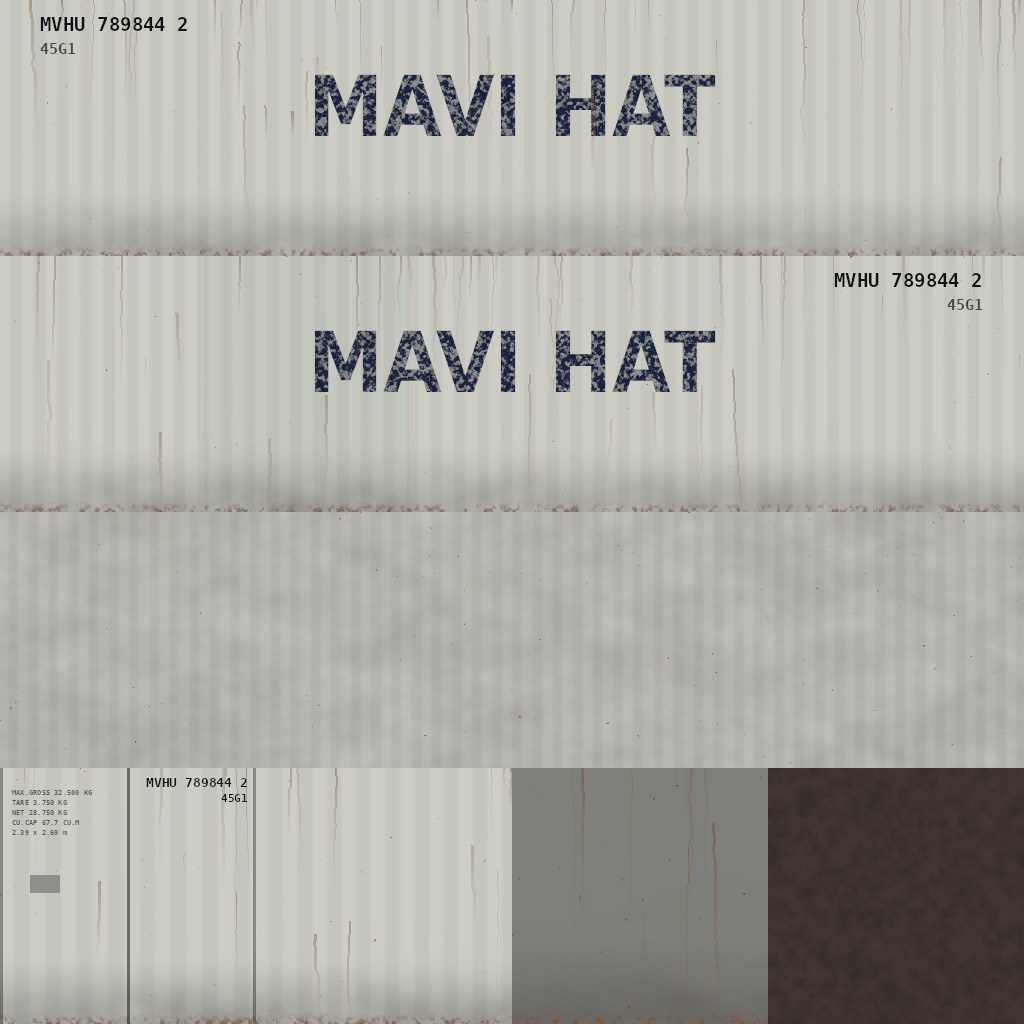 MVHU 789844 2
45G1
MAVI HAT
MVHU 789844 2
45G1
MAVI HAT
MAX.GROSS 32.500 KG
TARE 3.750 KG
NET 28.750 KG
CU.CAP 67.7 CU.M
2.39 x 2.69 m
MVHU 789844 2
45G1